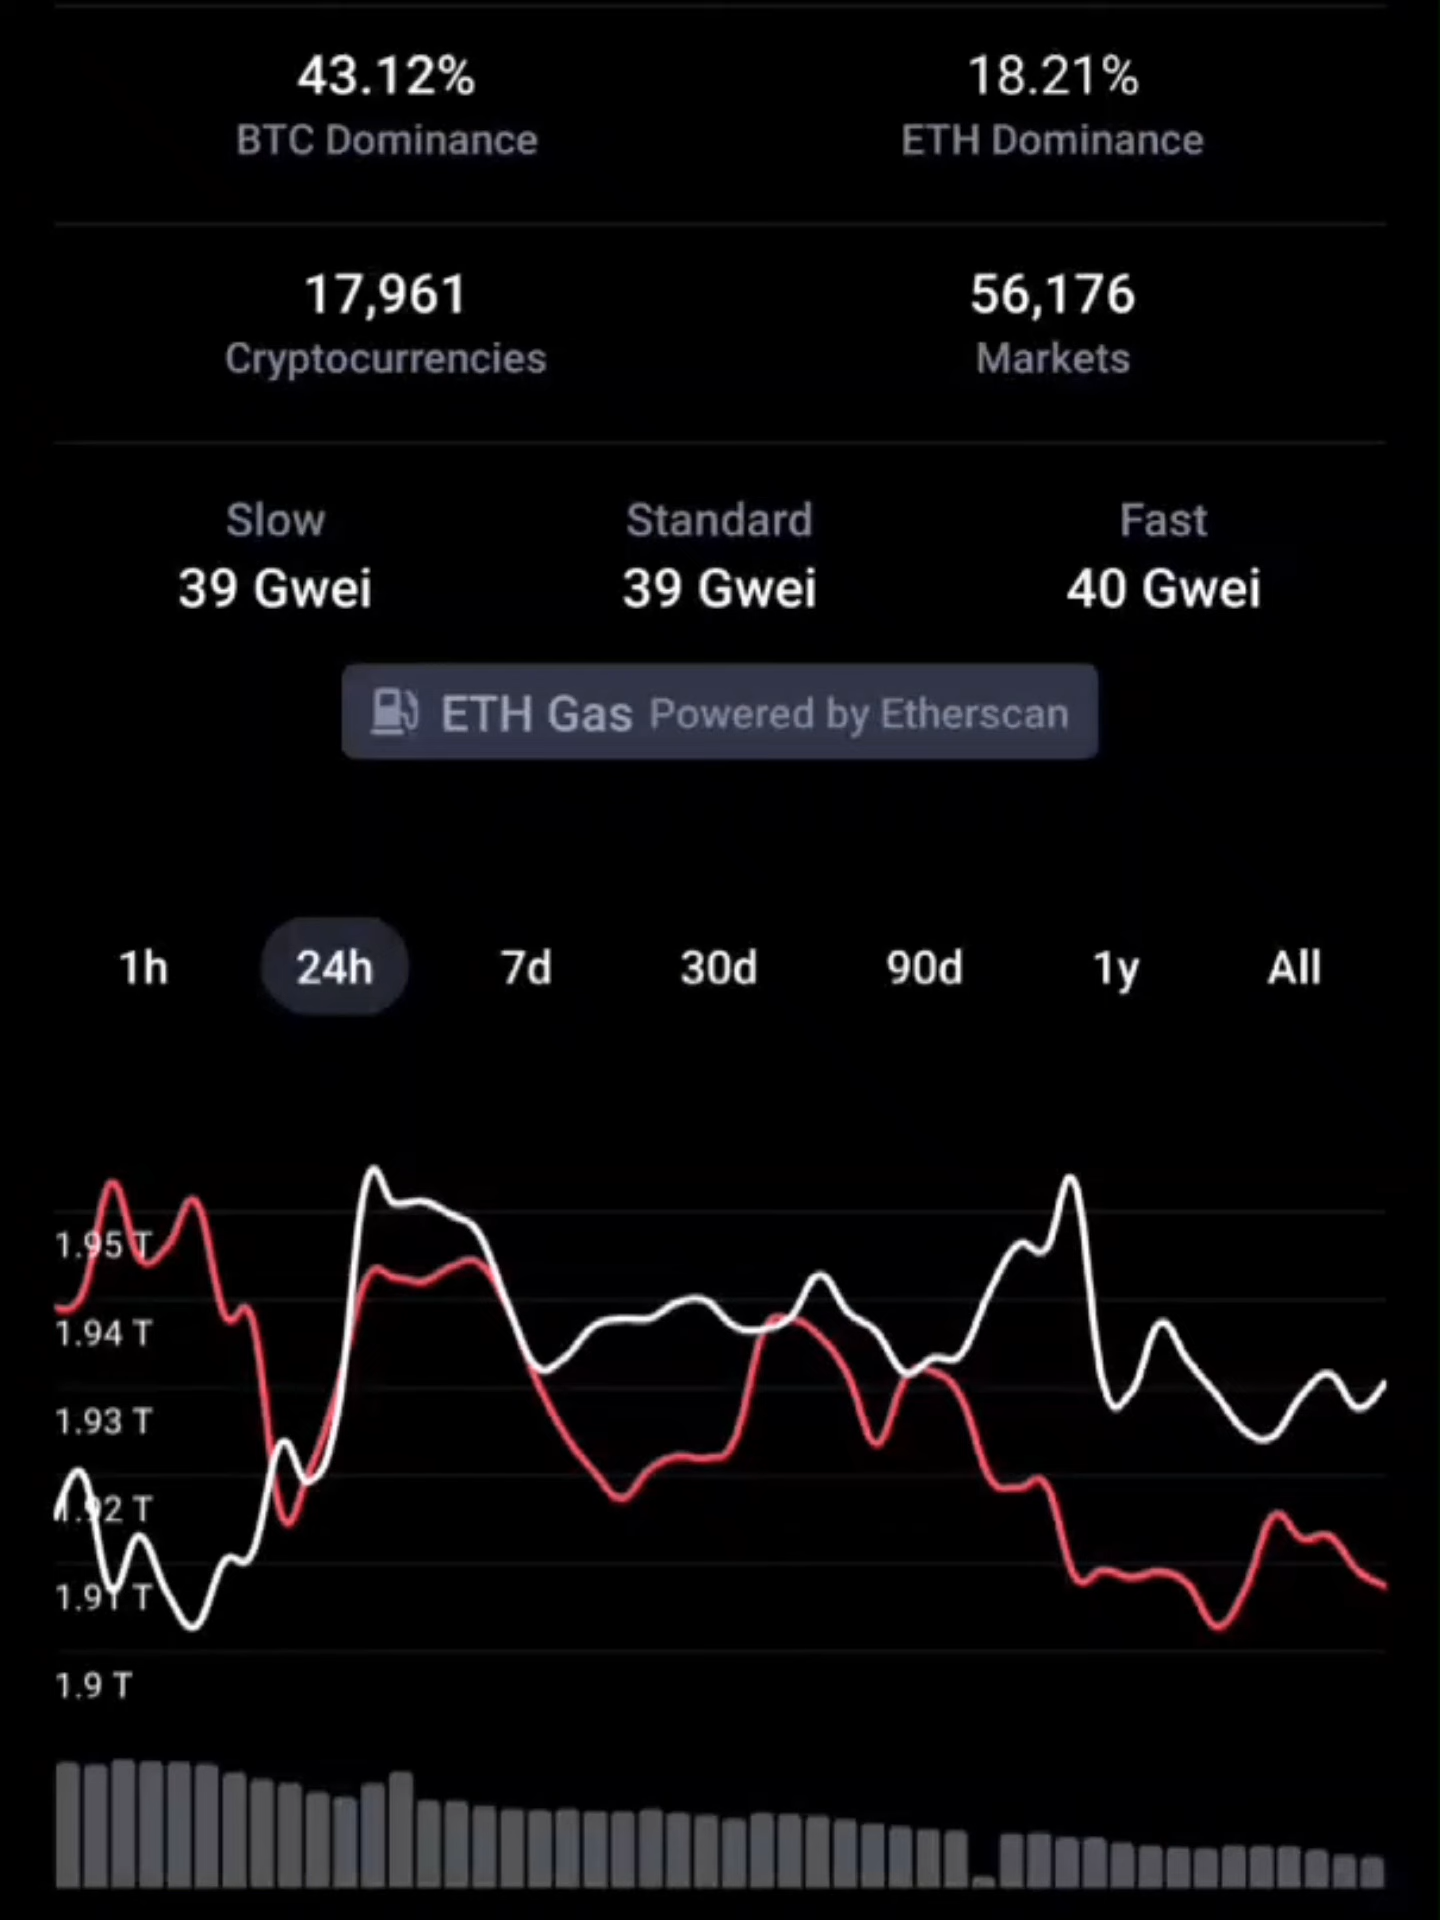 43.12% 18.21%
BTC Dominance ETH Dominance
17,961 56,176
Cryptocurrencies Markets
Slow Standard Fast
39 Gwei 39 Gwei 40 Gwei
ETH Gas Powered by Etherscan
1h 24h 7d 30d 90d 1y All
1.95 T
1.94 T
1.93 T
1.92 T
1.91 T
1.9 T